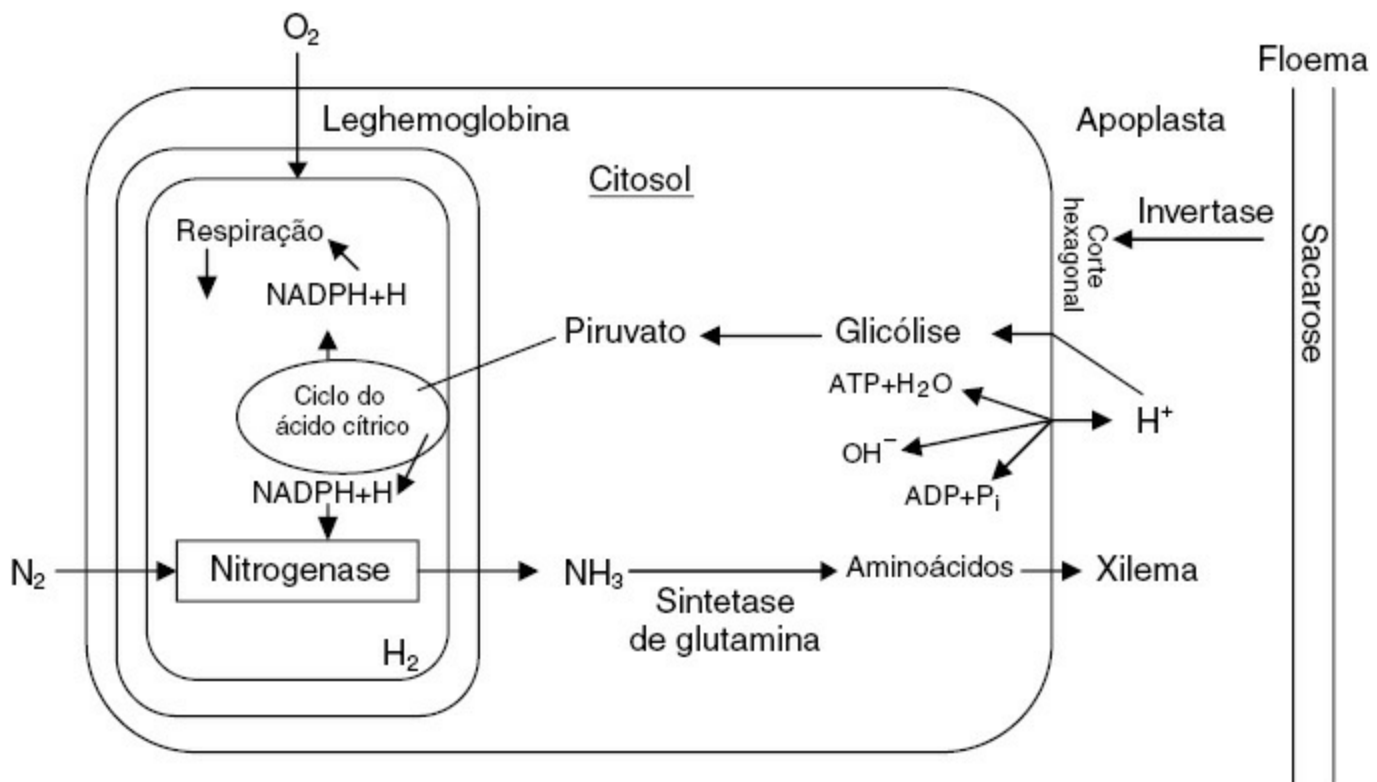 O₂
Floema
Leghemoglobina
Apoplasta
Citosol
Invertase
Corte
hexagonal
Sacarose
Respiração
NADPH+H
Piruvato
Glicólise
Ciclo do
ácido cítrico
ATP+H₂O
H⁺
OH⁻
NADPH+H
ADP+Pᵢ
N₂
Nitrogenase
NH₃
Aminoácidos
Xilema
Sintetase
de glutamina
H₂